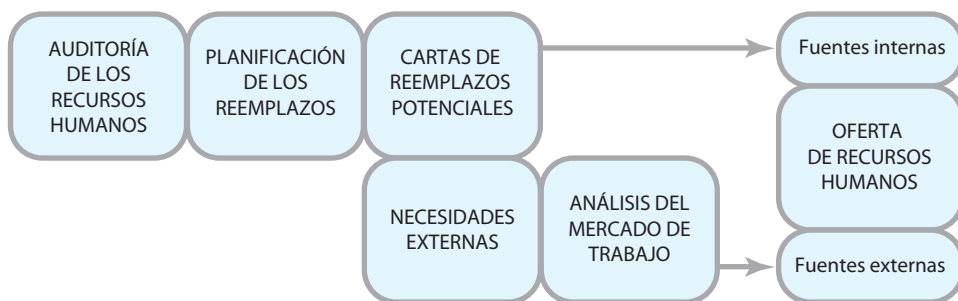 AUDITORÍA
DE LOS
RECURSOS
HUMANOS
PLANIFICACIÓN
DE LOS
REEMPLAZOS
CARTAS DE
REEMPLAZOS
POTENCIALES
Fuentes internas
OFERTA
DE RECURSOS
HUMANOS
NECESIDADES
EXTERNAS
ANÁLISIS DEL
MERCADO DE
TRABAJO
Fuentes externas